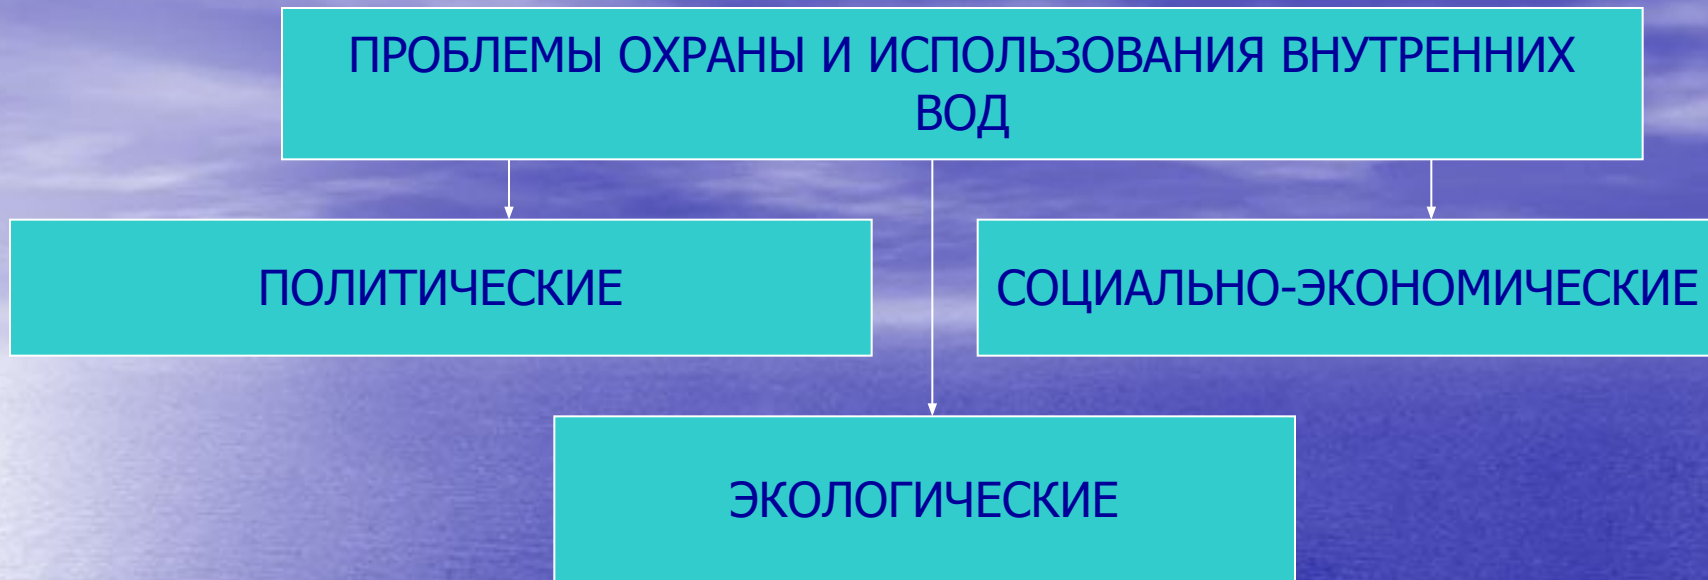 ПРОБЛЕМЫ ОХРАНЫ И ИСПОЛЬЗОВАНИЯ ВНУТРЕННИХ
ВОД
ПОЛИТИЧЕСКИЕ
СОЦИАЛЬНО-ЭКОНОМИЧЕСКИЕ
ЭКОЛОГИЧЕСКИЕ